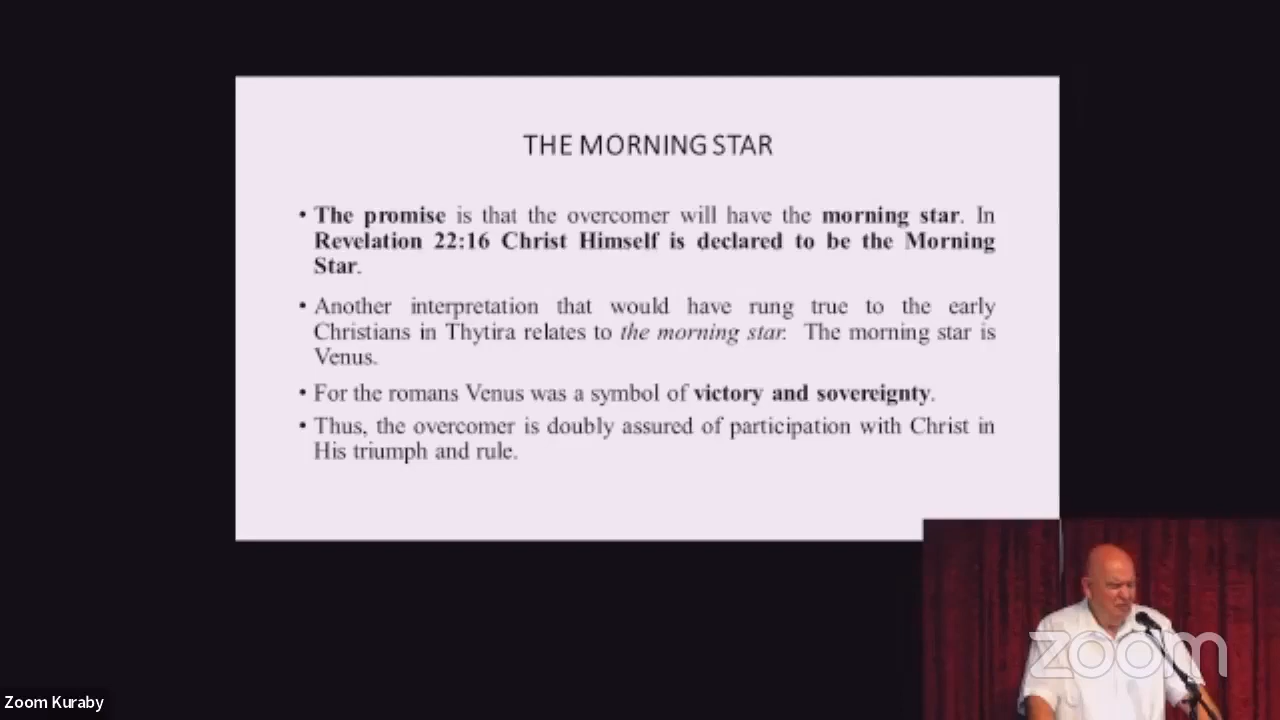 THE MORNING STAR
• The promise is that the overcomer will have the morning star. In
Revelation 22:16 Christ Himself is declared to be the Morning
Star.
• Another interpretation that would have rung true to the early
Christians in Thytira relates to the morning star. The morning star is
Venus.
• For the romans Venus was a symbol of victory and sovereignty.
• Thus, the overcomer is doubly assured of participation with Christ in
His triumph and rule.
zoom
Zoom Kuraby